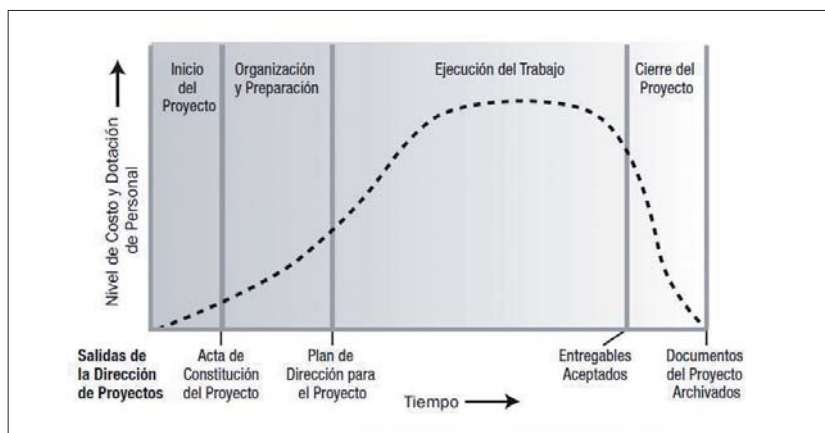 Inicio
del
Proyecto
Organización
y Preparación
Ejecución del Trabajo
Cierre del
Proyecto
Nivel de Costo y Dotación
de Personal
Salidas de
la Dirección
de Proyectos
Acta de
Constitución
del Proyecto
Plan de
Dirección para
el Proyecto
Entregables
Aceptados
Documentos
del Proyecto
Archivados
Tiempo